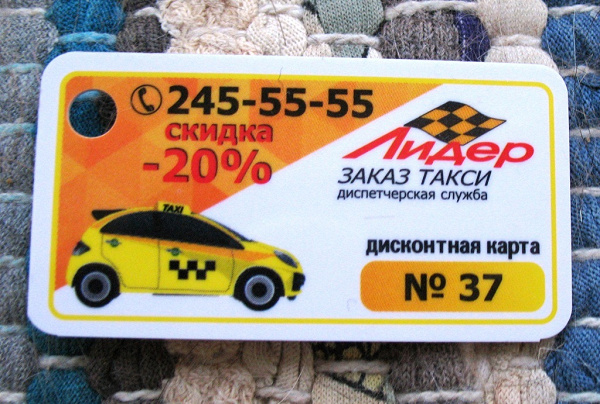 245-55-55
скидка
-20%
Лидер
ЗАКАЗ ТАКСИ
диспетчерская служба
TAXI
дисконтная карта
№ 37